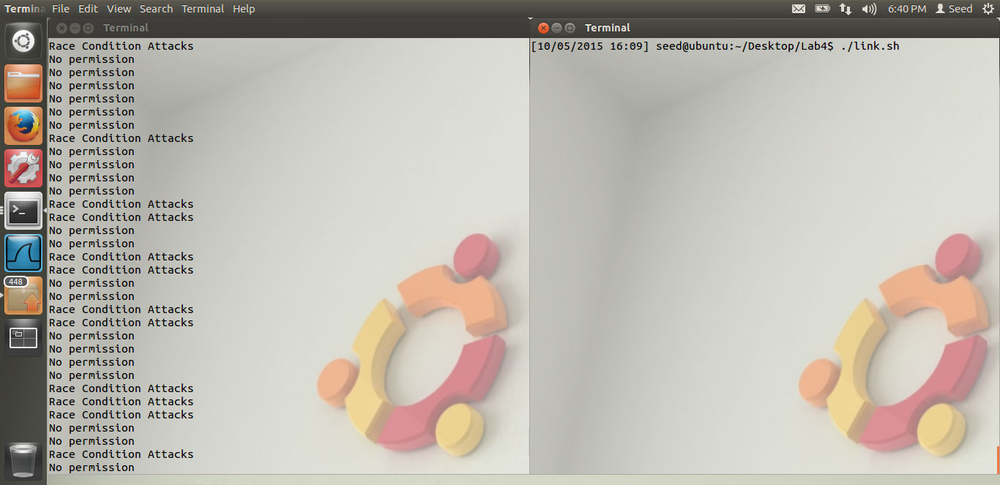 Termina File Edit View Search Terminal Help 6:40 PM Seed
Terminal
Race Condition Attacks
No permission
No permission
No permission
No permission
No permission
No permission
Race Condition Attacks
No permission
No permission
No permission
No permission
Race Condition Attacks
Race Condition Attacks
No permission
No permission
Race Condition Attacks
Race Condition Attacks
No permission
No permission
Race Condition Attacks
Race Condition Attacks
No permission
No permission
No permission
No permission
Race Condition Attacks
Race Condition Attacks
Race Condition Attacks
No permission
No permission
Race Condition Attacks
No permission
Terminal
[10/05/2015 16:09] seed@ubuntu:~/Desktop/Lab4$ ./link.sh
448